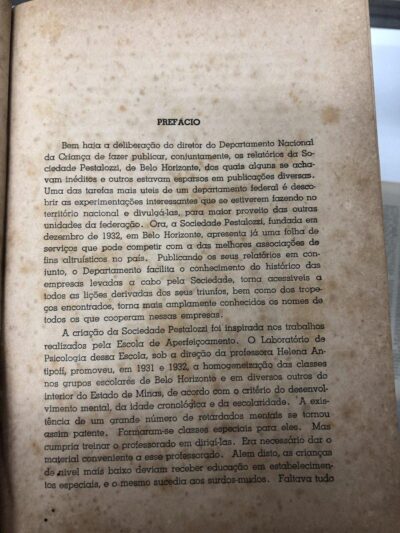 PREFÁCIO
Bem haja a deliberação do diretor do Departamento Nacional
da Criança de fazer publicar, conjuntamente, os relatórios da So-
ciedade Pestalozzi, de Belo Horizonte, dos quais alguns se acha-
vam inéditos e outros estavam esparsos em publicações diversas.
Uma das tarefas mais uteis de um departamento federal é desco-
brir as experimentações interessantes que se estiverem fazendo no
território nacional e divulgá-las, para maior proveito das outras
unidades da federação. Ora, a Sociedade Pestalozzi, fundada em
dezembro de 1932, em Belo Horizonte, apresenta já uma folha de
serviços que pode competir com a das melhores associações de
fins altruísticos no país. Publicando os seus relatórios em con-
junto, o Departamento facilita o conhecimento do histórico das
empresas levadas a cabo pela Sociedade, torna acessíveis a
todos as lições derivadas dos seus triunfos, bem como dos trope-
ços encontrados, torna mais amplamente conhecidos os nomes de
todos os que cooperam nessas empresas.
A criação da Sociedade Pestalozzi foi inspirada nos trabalhos
realizados pela Escola de Aperfeiçoamento. O Laboratório de
Psicologia dessa Escola, sob a direção da professora Helena An-
tipoff, promoveu, em 1931 e 1932, a homogeneização das classes
nos grupos escolares de Belo Horizonte e em diversos outros do
interior do Estado de Minas, de acordo com o critério do desenvol-
vimento mental, da idade cronológica e da escolaridade. A exis-
tência de um grande número de retardados mentais se tornou
assim patente. Formaram-se classes especiais para eles. Mas
cumpria treinar o professorado em dirigí-las. Era necessário dar o
material conveniente a esse professorado. Alem disto, as crianças
de nível mais baixo deviam receber educação em estabelecimen-
tos especiais, e o mesmo sucedia aos surdos-mudos. Faltava tudo